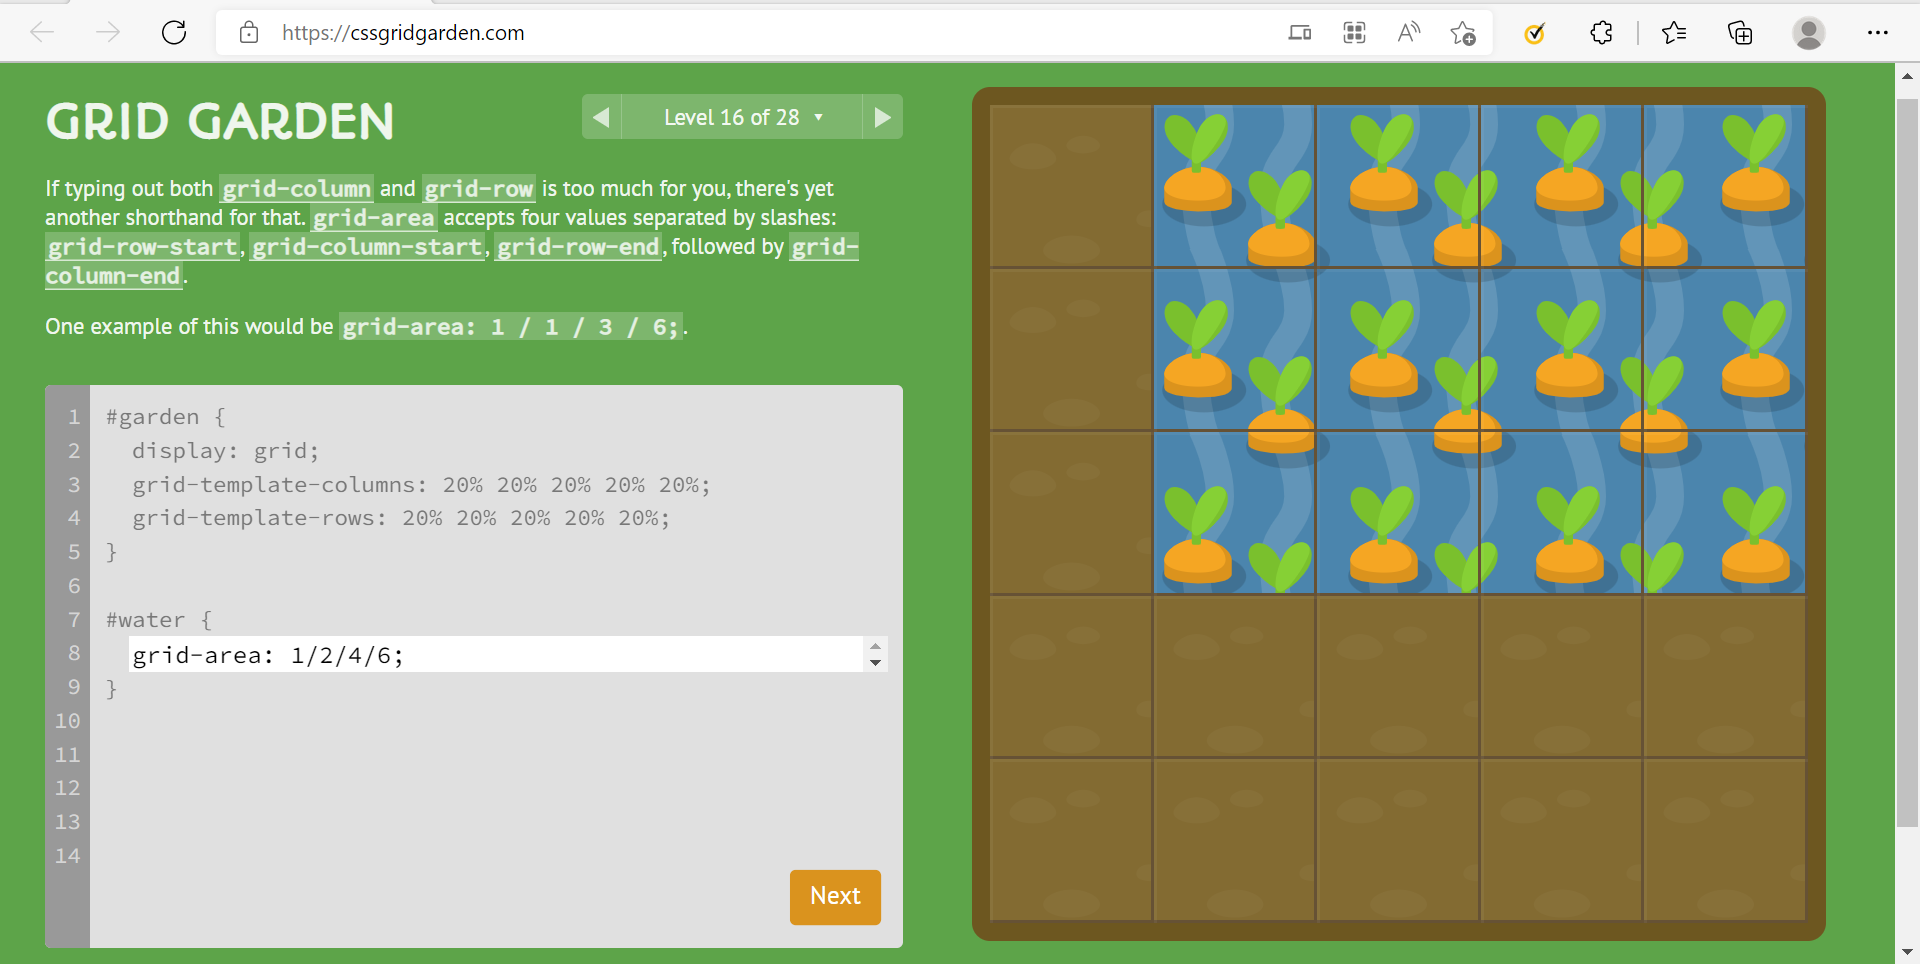 https://cssgridgarden.com
GRID GARDEN
Level 16 of 28
If typing out both grid-column and grid-row is too much for you, there's yet
another shorthand for that. grid-area accepts four values separated by slashes:
grid-row-start, grid-column-start, grid-row-end, followed by grid-
column-end.
One example of this would be grid-area: 1 / 1 / 3 / 6;.
1 #garden {
2 display: grid;
3 grid-template-columns: 20% 20% 20% 20% 20%;
4 grid-template-rows: 20% 20% 20% 20% 20%;
5 }
6
7 #water {
8 grid-area: 1/2/4/6;
9 }
10
11
12
13
14
Next